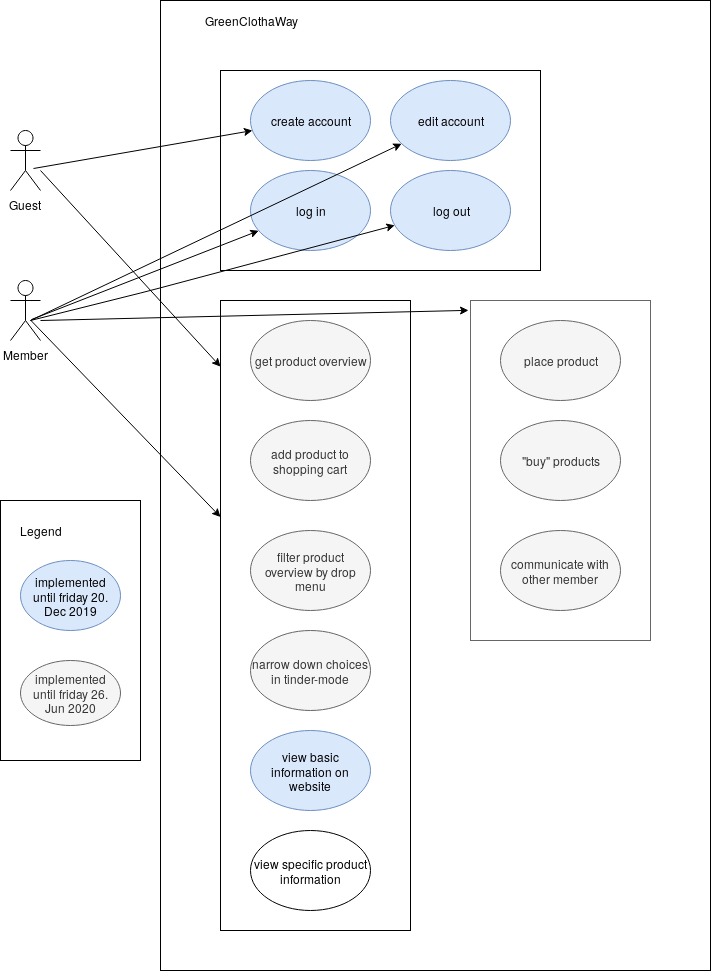 GreenClothaWay
create account
edit account
log in
log out
Guest
Member
get product overview
add product to
shopping cart
filter product
overview by drop
menu
narrow down choices
in tinder-mode
view basic
information on
website
view specific product
information
place product
"buy" products
communicate with
other member
Legend
implemented
until friday 20.
Dec 2019
implemented
until friday 26.
Jun 2020